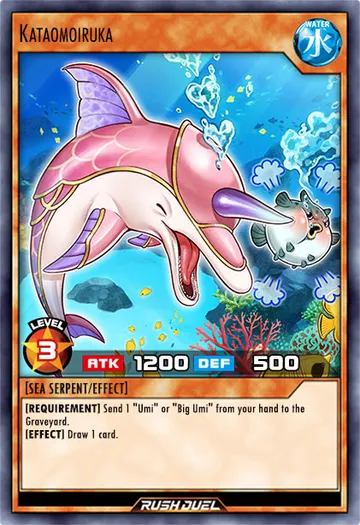 Kataomoiruka
WATER
水
LEVEL
3
ATK 1200 DEF 500
[SEA SERPENT/EFFECT]
[REQUIREMENT] Send 1 "Umi" or "Big Umi" from your hand to the
Graveyard.
[EFFECT] Draw 1 card.
RUSH DUEL